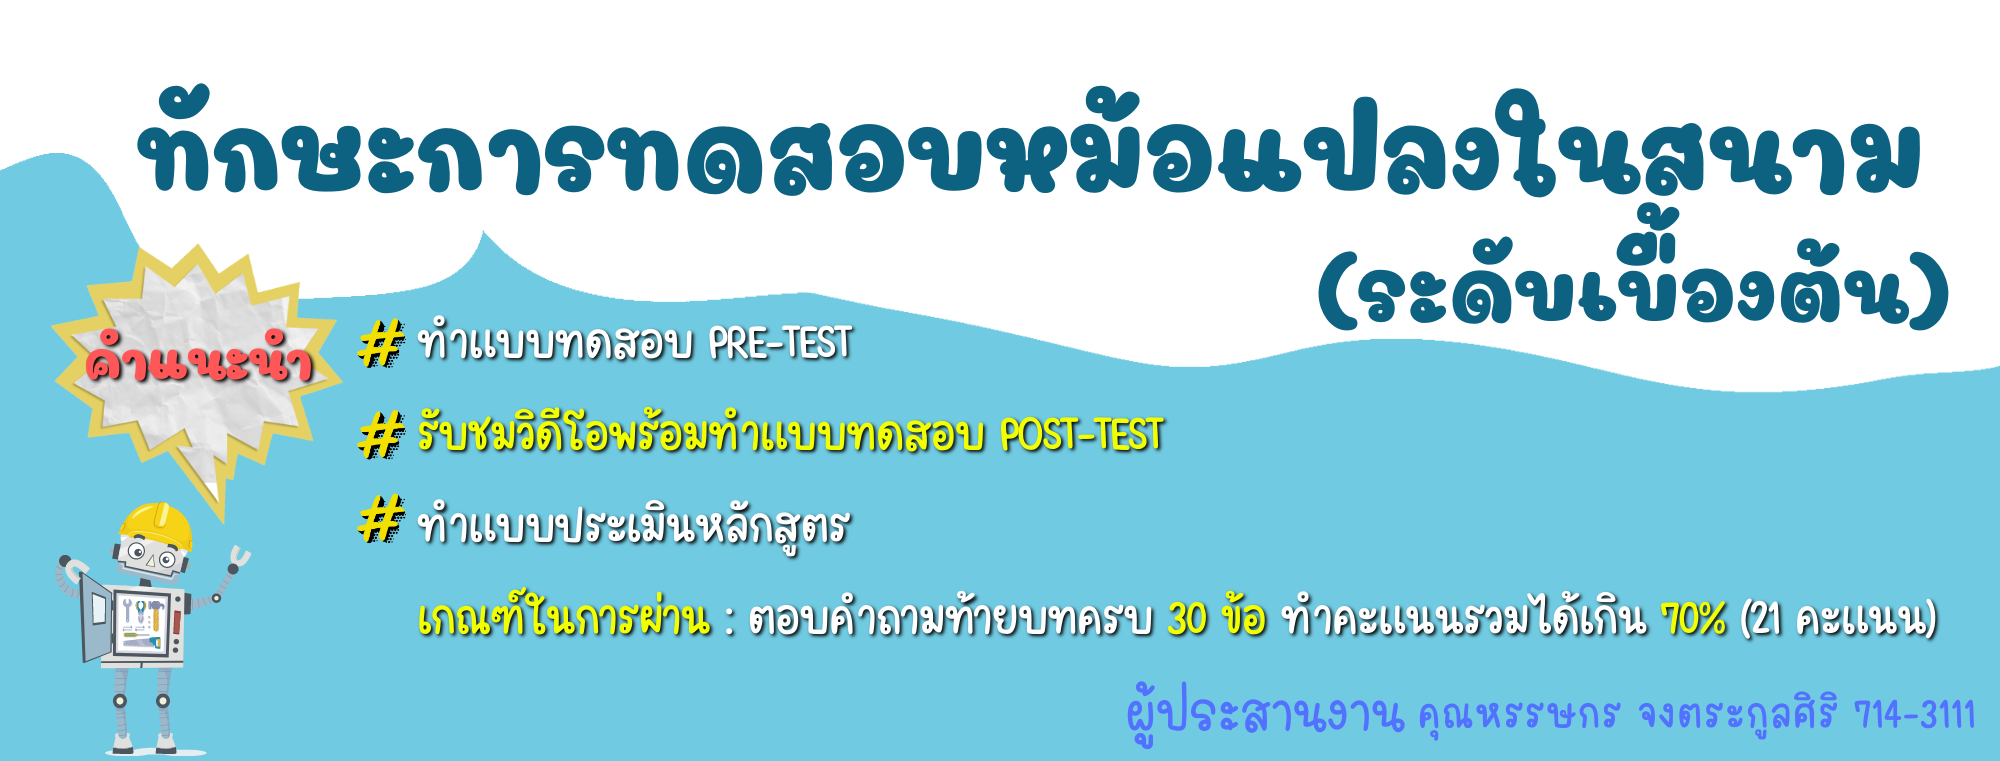 ทักษะการทดสอบหม้อแปลงในสนาม
(ระดับเบื้องต้น)
คำแนะนำ
# ทำแบบทดสอบ PRE-TEST
# รับชมวิดีโอพร้อมทำแบบทดสอบ POST-TEST
# ทำแบบประเมินหลักสูตร
เกณฑ์ในการผ่าน : ตอบคำถามท้ายบทครบ 30 ข้อ ทำคะแนนรวมได้เกิน 70% (21 คะแนน)
ผู้ประสานงาน คุณหรรษกร จงตระกูลศิริ 714-3111